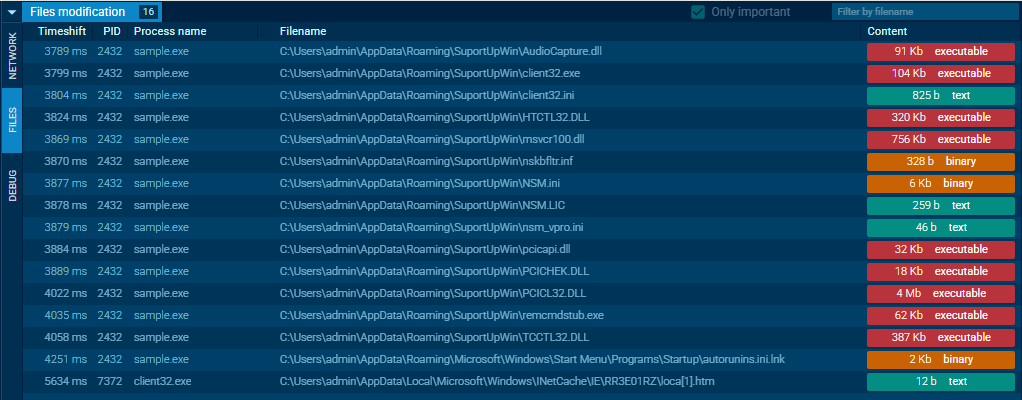 Files modification 16 Only important Filter by filename
Timeshift PID Process name Filename Content
NETWORK
FILES
DEBUG
3789 ms 2432 sample.exe C:\Users\admin\AppData\Roaming\SuportUpWin\AudioCapture.dll 91 Kb executable
3799 ms 2432 sample.exe C:\Users\admin\AppData\Roaming\SuportUpWin\client32.exe 104 Kb executable
3804 ms 2432 sample.exe C:\Users\admin\AppData\Roaming\SuportUpWin\client32.ini 825 b text
3824 ms 2432 sample.exe C:\Users\admin\AppData\Roaming\SuportUpWin\HTCTL32.DLL 320 Kb executable
3869 ms 2432 sample.exe C:\Users\admin\AppData\Roaming\SuportUpWin\msvcr100.dll 756 Kb executable
3870 ms 2432 sample.exe C:\Users\admin\AppData\Roaming\SuportUpWin\nskbfltr.inf 328 b binary
3877 ms 2432 sample.exe C:\Users\admin\AppData\Roaming\SuportUpWin\NSM.ini 6 Kb binary
3878 ms 2432 sample.exe C:\Users\admin\AppData\Roaming\SuportUpWin\NSM.LIC 259 b text
3879 ms 2432 sample.exe C:\Users\admin\AppData\Roaming\SuportUpWin\nsm_vpro.ini 46 b text
3884 ms 2432 sample.exe C:\Users\admin\AppData\Roaming\SuportUpWin\pcicapi.dll 32 Kb executable
3889 ms 2432 sample.exe C:\Users\admin\AppData\Roaming\SuportUpWin\PCICHEK.DLL 18 Kb executable
4022 ms 2432 sample.exe C:\Users\admin\AppData\Roaming\SuportUpWin\PCICL32.DLL 4 Mb executable
4035 ms 2432 sample.exe C:\Users\admin\AppData\Roaming\SuportUpWin\remcmdstub.exe 62 Kb executable
4058 ms 2432 sample.exe C:\Users\admin\AppData\Roaming\SuportUpWin\TCCTL32.DLL 387 Kb executable
4251 ms 2432 sample.exe C:\Users\admin\AppData\Roaming\Microsoft\Windows\Start Menu\Programs\Startup\autorunins.ini.lnk 2 Kb binary
5634 ms 7372 client32.exe C:\Users\admin\AppData\Local\Microsoft\Windows\INetCache\IE\RR3E01RZ\loca[1].htm 12 b text